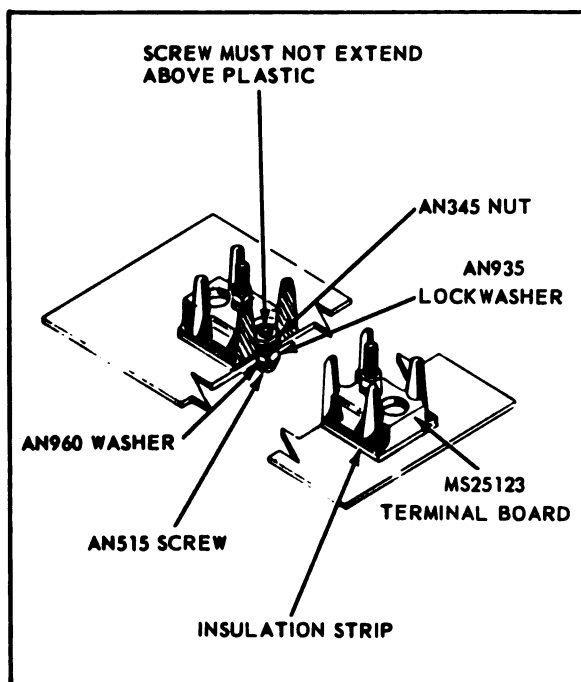 SCREW MUST NOT EXTEND
ABOVE PLASTIC
AN345 NUT
AN935
LOCKWASHER
AN960 WASHER
MS25123
TERMINAL BOARD
AN515 SCREW
INSULATION STRIP